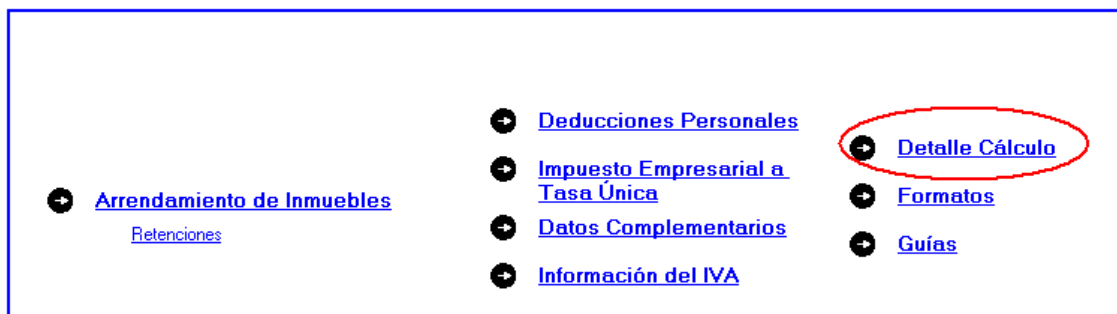 Arrendamiento de Inmuebles
Retenciones
Deducciones Personales
Impuesto Empresarial a
Tasa Única
Datos Complementarios
Información del IVA
Detalle Cálculo
Formatos
Guías